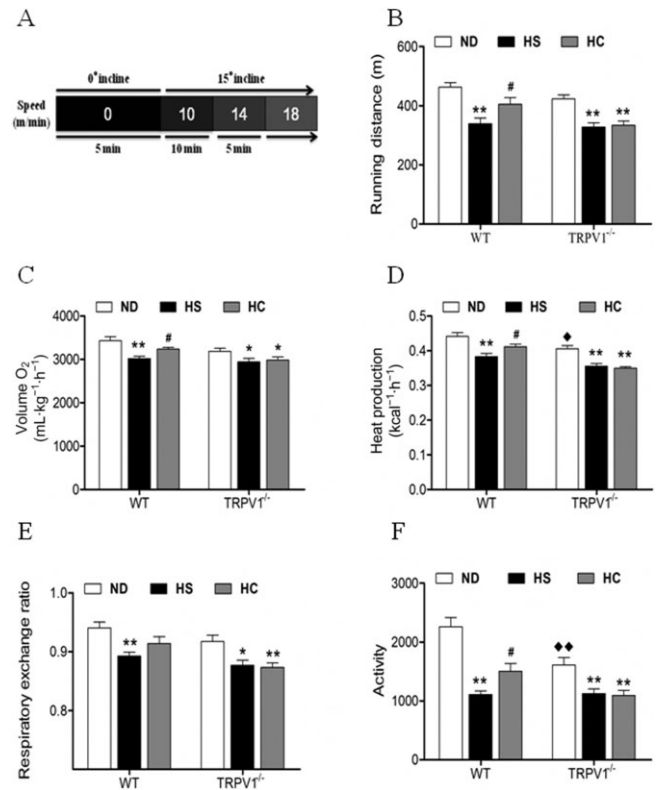 A
0°incline 15°incline
Speed
(m/min)
0 10 14 18
5 min 10 min 5 min
B
ND HS HC
Running distance (m)
600
400
200
0
** # ** **
WT TRPV1-/-
C
ND HS HC
Volume O2
(mL·kg−1·h−1)
4000
3000
2000
1000
0
** # * *
WT TRPV1-/-
D
ND HS HC
Heat production
(kcal−1·h−1)
0.5
0.4
0.3
0.2
0.1
0.0
** # ◆ ** **
WT TRPV1-/-
E
ND HS HC
Respiratory exchange ratio
1.0
0.9
0.8
** * **
WT TRPV1-/-
F
ND HS HC
Activity
3000
2000
1000
0
** # ◆◆ ** **
WT TRPV1-/-